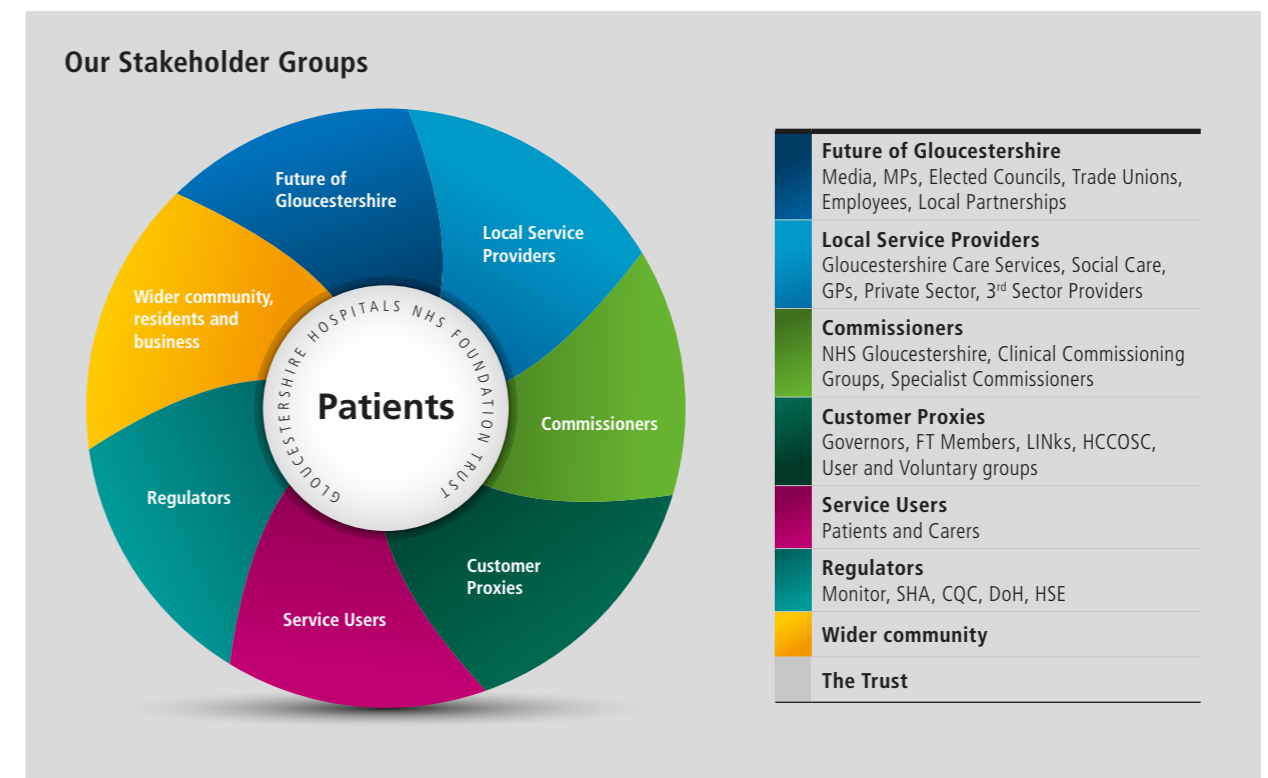 Our Stakeholder Groups
Future of
Gloucestershire
Local Service
Providers
Wider community,
residents and
business
GLOUCESTERSHIRE HOSPITALS NHS FOUNDATION TRUST
Patients
Commissioners
Regulators
Customer
Proxies
Service Users
Future of Gloucestershire
Media, MPs, Elected Councils, Trade Unions,
Employees, Local Partnerships
Local Service Providers
Gloucestershire Care Services, Social Care,
GPs, Private Sector, 3rd Sector Providers
Commissioners
NHS Gloucestershire, Clinical Commissioning
Groups, Specialist Commissioners
Customer Proxies
Governors, FT Members, LINks, HCCOSC,
User and Voluntary groups
Service Users
Patients and Carers
Regulators
Monitor, SHA, CQC, DoH, HSE
Wider community
The Trust